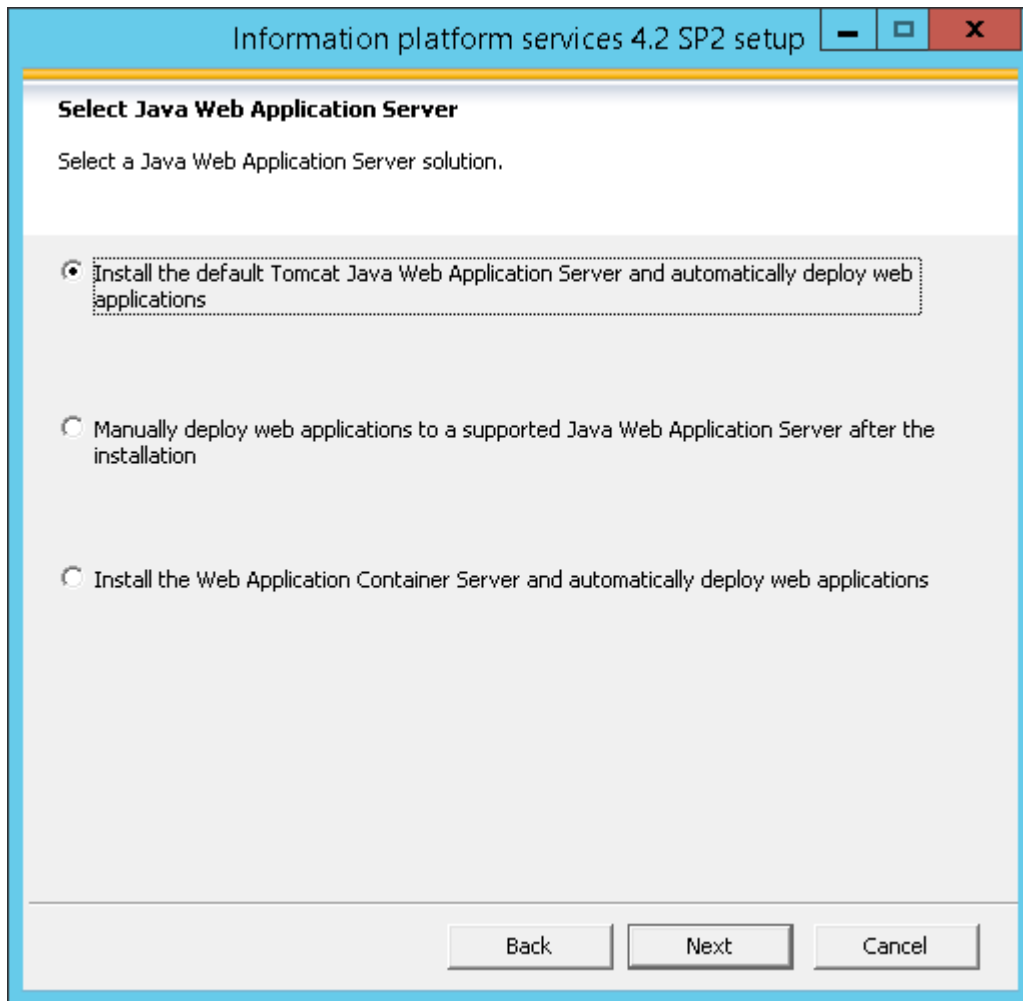 Information platform services 4.2 SP2 setup
Select Java Web Application Server
Select a Java Web Application Server solution.
Install the default Tomcat Java Web Application Server and automatically deploy web
applications
Manually deploy web applications to a supported Java Web Application Server after the
installation
Install the Web Application Container Server and automatically deploy web applications
Back Next Cancel